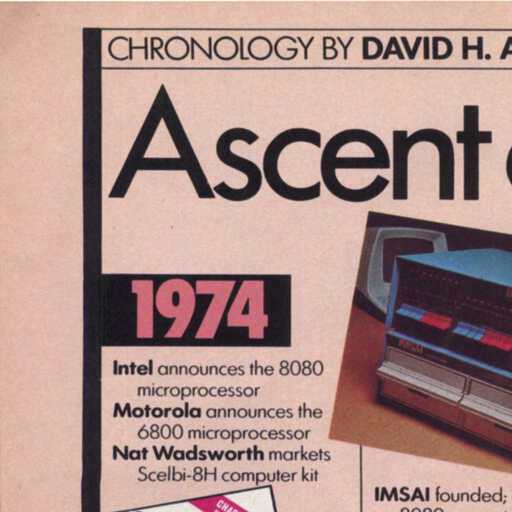 CHRONOLOGY BY DAVID H.
Ascent
1974
Intel announces the 8080
microprocessor
Motorola announces the
6800 microprocessor
Nat Wadsworth markets
Scelbi-8H computer kit
IMSAI founded;